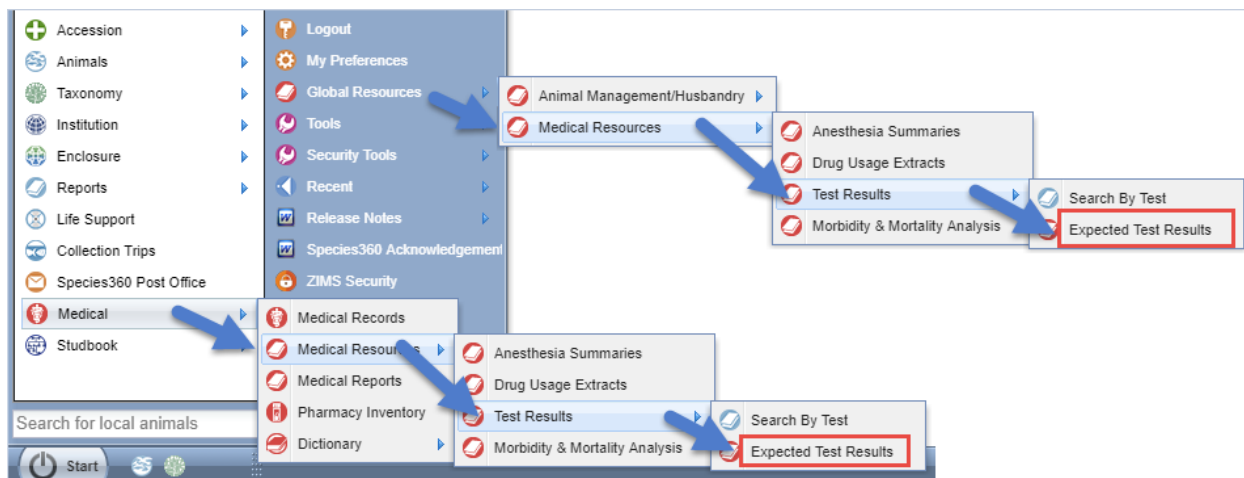 Accession
Animals
Taxonomy
Institution
Enclosure
Reports
Life Support
Collection Trips
Species360 Post Office
Medical
Studbook
Search for local animals
Start
Logout
My Preferences
Global Resources
Tools
Security Tools
Recent
Release Notes
Species360 Acknowledgement
ZIMS Security
Animal Management/Husbandry
Medical Resources
Anesthesia Summaries
Drug Usage Extracts
Test Results
Morbidity & Mortality Analysis
Search By Test
Expected Test Results
Medical Records
Medical Resources
Medical Reports
Pharmacy Inventory
Dictionary
Anesthesia Summaries
Drug Usage Extracts
Test Results
Morbidity & Mortality Analysis
Search By Test
Expected Test Results